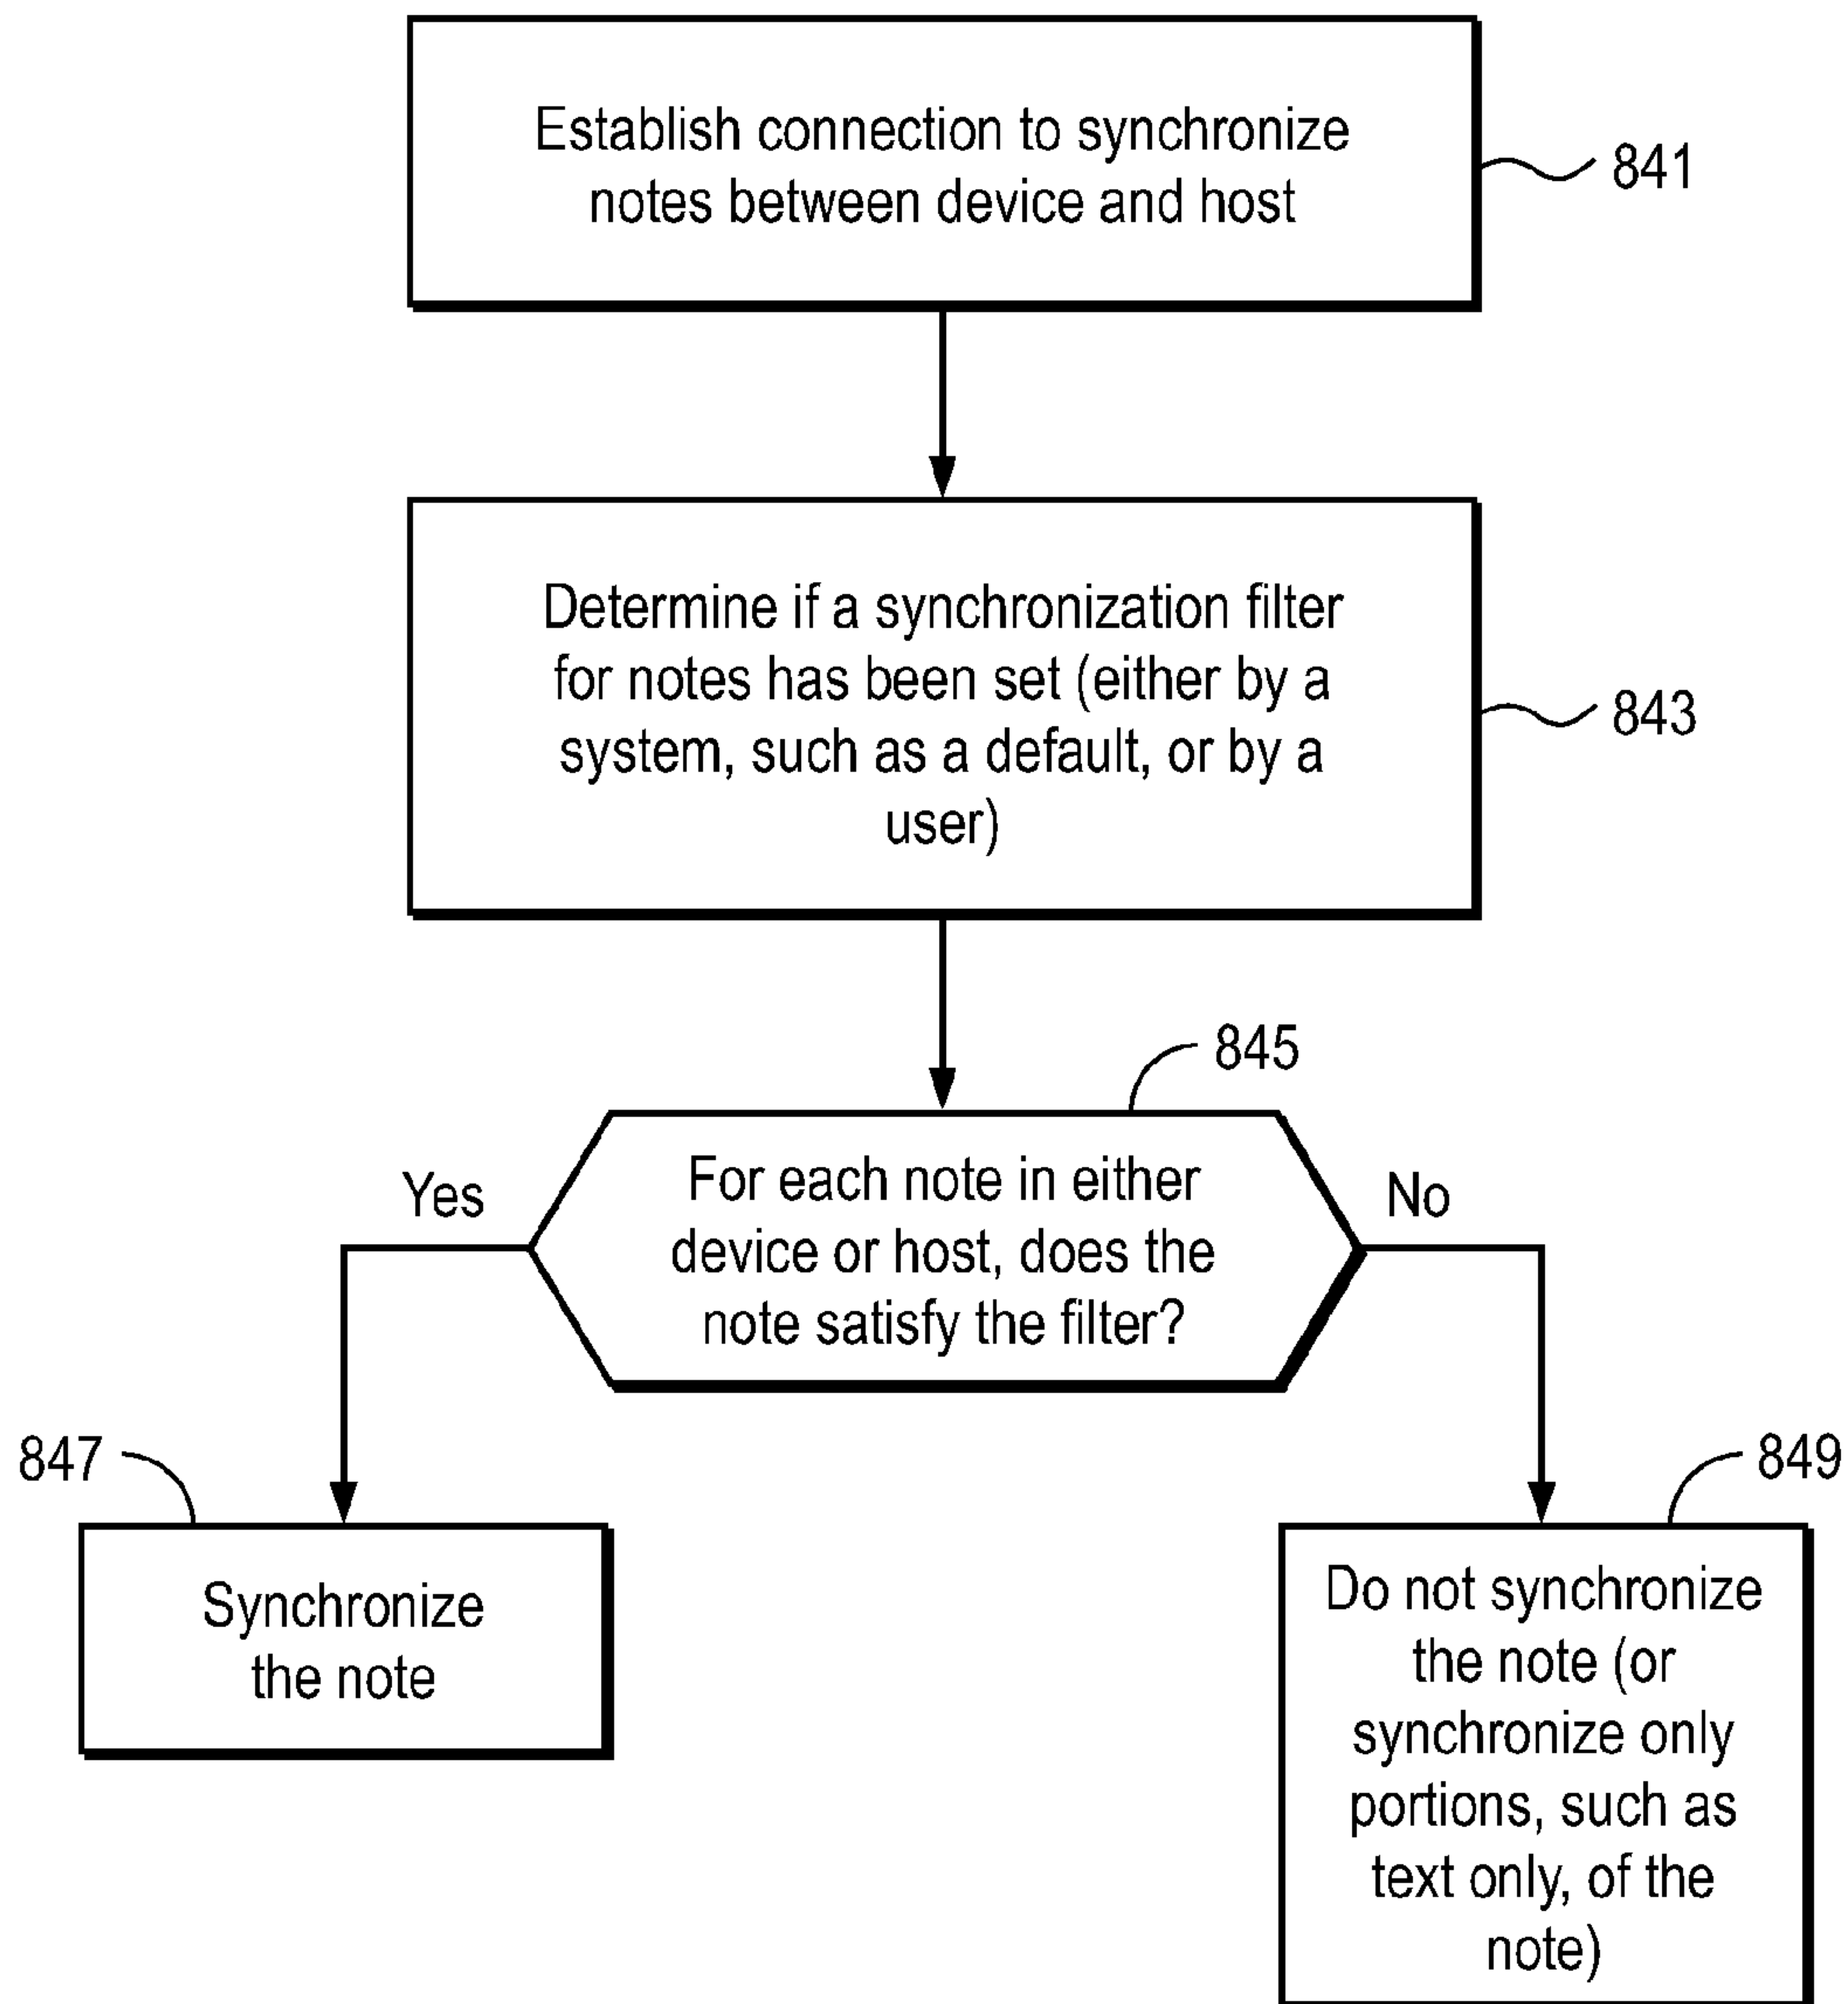 Establish connection to synchronize
notes between device and host
841
Determine if a synchronization filter
for notes has been set (either by a
system, such as a default, or by a
user)
843
845
For each note in either
device or host, does the
note satisfy the filter?
Yes
No
847
Synchronize
the note
849
Do not synchronize
the note (or
synchronize only
portions, such as
text only, of the
note)